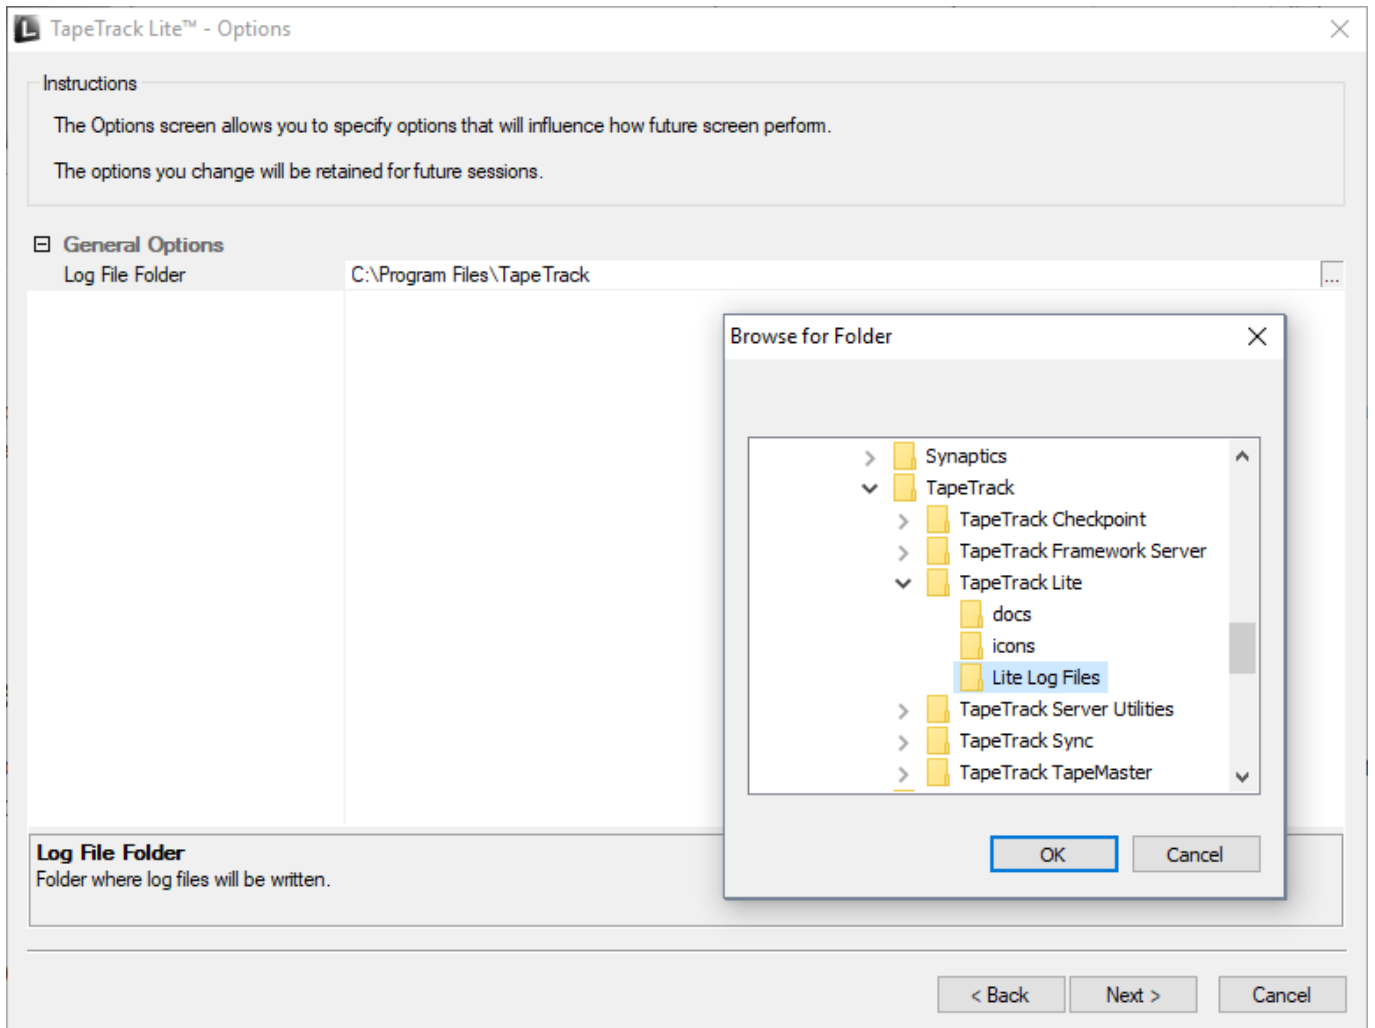 TapeTrack Lite™ - Options
Instructions
The Options screen allows you to specify options that will influence how future screen perform.
The options you change will be retained for future sessions.
General Options
Log File Folder C:\Program Files\TapeTrack ...
Browse for Folder
Synaptics
TapeTrack
TapeTrack Checkpoint
TapeTrack Framework Server
TapeTrack Lite
docs
icons
Lite Log Files
TapeTrack Server Utilities
TapeTrack Sync
TapeTrack TapeMaster
OK Cancel
Log File Folder
Folder where log files will be written.
< Back Next > Cancel